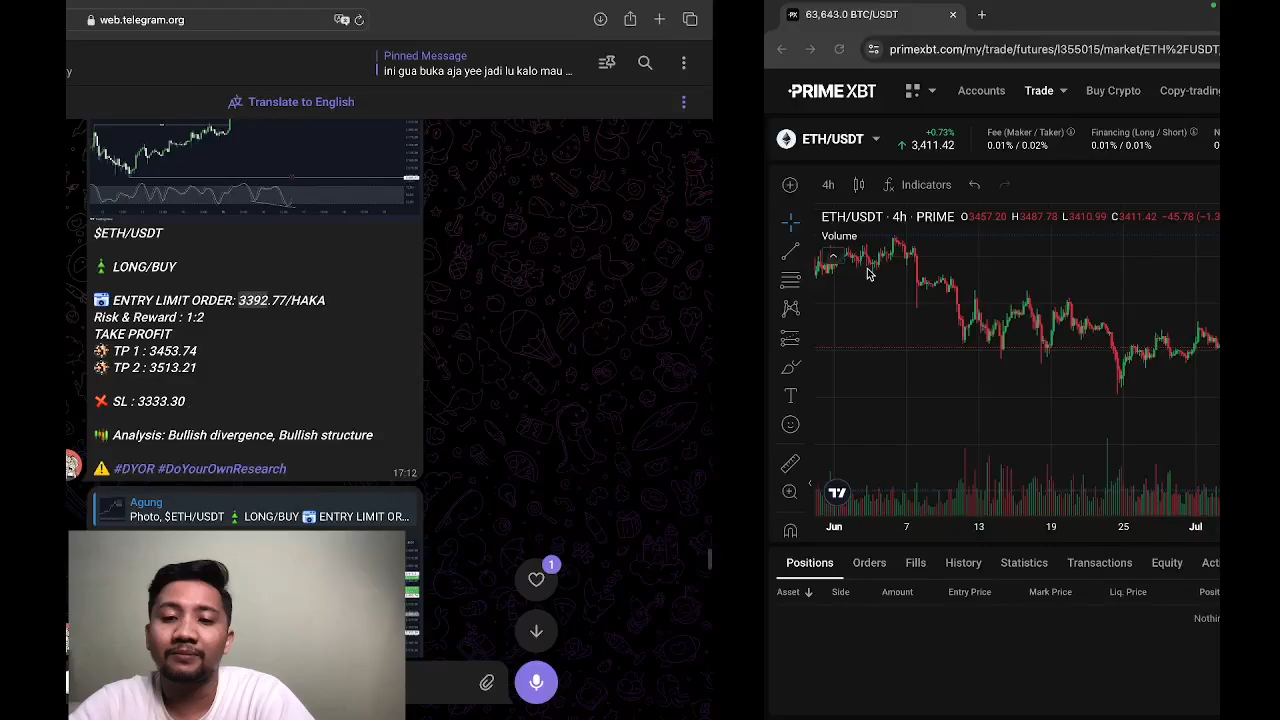 web.telegram.org
y
Pinned Message
ini gua buka aja yee jadi lu kalo mau ...
Translate to English
$ETH/USDT
LONG/BUY
ENTRY LIMIT ORDER: 3392.77/HAKA
Risk & Reward : 1:2
TAKE PROFIT
TP 1 : 3453.74
TP 2 : 3513.21
SL : 3333.30
Analysis: Bullish divergence, Bullish structure
#DYOR #DoYourOwnResearch
17:12
Agung
Photo, $ETH/USDT LONG/BUY ENTRY LIMIT OR...
1
63,643.0 BTC/USDT
primexbt.com/my/trade/futures/l355015/market/ETH%2FUSDT
PRIME XBT
Accounts
Trade
Buy Crypto
Copy-trading
ETH/USDT
+0.73%
3,411.42
Fee (Maker / Taker)
0.01% / 0.02%
Financing (Long / Short)
0.01% / 0.01%
4h
Indicators
ETH/USDT · 4h · PRIME O3457.20 H3487.78 L3410.99 C3411.42 -45.78 (-1.3
Volume
Jun 7 13 19 25 Jul
Positions
Orders
Fills
History
Statistics
Transactions
Equity
Act
Asset
Side
Amount
Entry Price
Mark Price
Liq. Price
Posit
Nothin